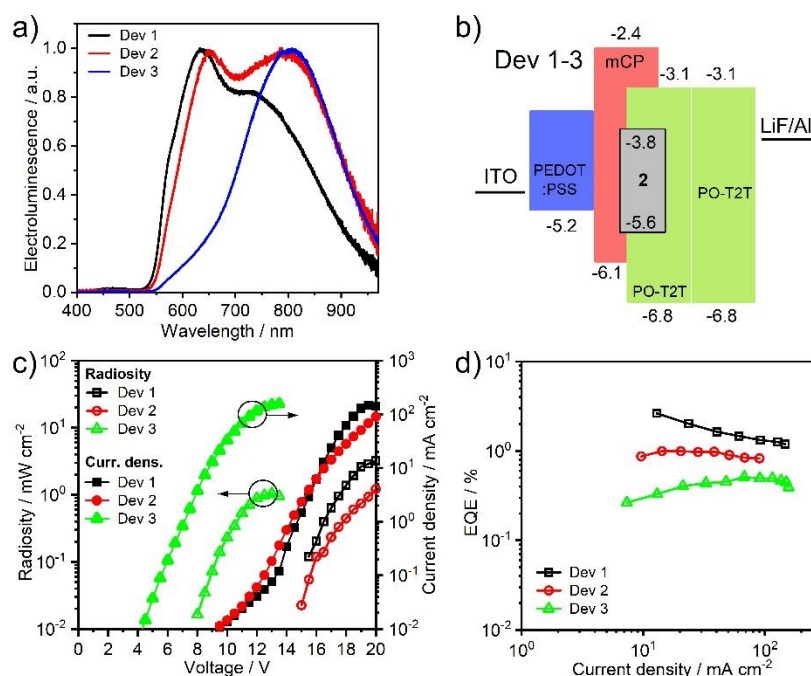 a)
Dev 1
Dev 2
Dev 3
Electroluminescence / a.u.
1.0
0.8
0.6
0.4
0.2
0.0
400 500 600 700 800 900
Wavelength / nm
b)
Dev 1-3
-2.4
mCP
-3.1 -3.1
LiF/Al
-3.8
ITO
PEDOT
:PSS
2
PO-T2T
-5.6
-5.2
-6.1
PO-T2T
-6.8 -6.8
c)
Radiosity / mW cm-2
10²
10¹
10⁰
10⁻¹
10⁻²
Radiosity
Dev 1
Dev 2
Dev 3
Curr. dens.
Dev 1
Dev 2
Dev 3
10³
10²
10¹
10⁰
10⁻¹
10⁻²
Current density / mA cm⁻²
0 2 4 6 8 10 12 14 16 18 20
Voltage / V
d)
EQE / %
10¹
10⁰
10⁻¹
10⁻²
Dev 1
Dev 2
Dev 3
10⁰ 10¹ 10²
Current density / mA cm⁻²